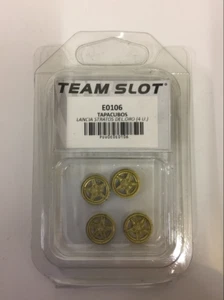 TEAM SLOT®
E0106
TAPACUBOS
LANCIA STRATOS DEL ORO (4 U.)